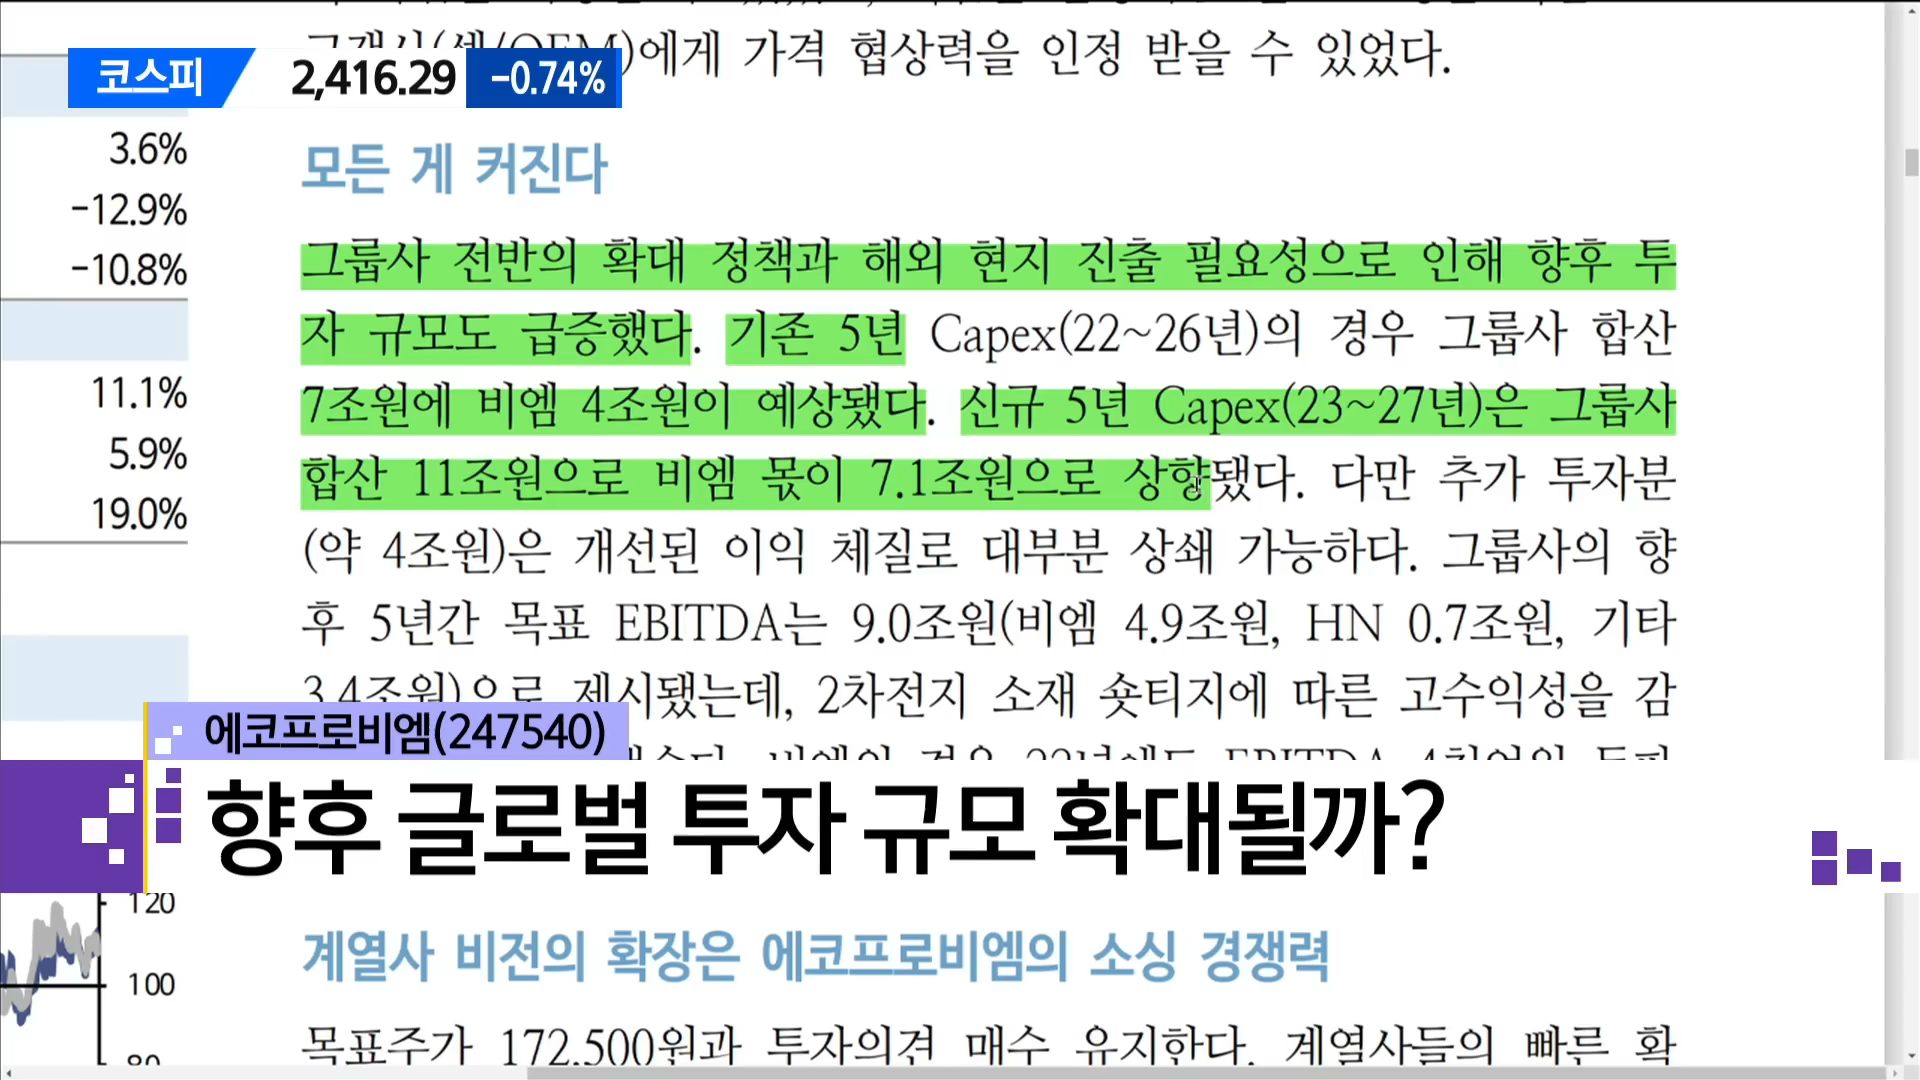 고객사(셀/OEM)에게 가격 협상력을 인정 받을 수 있었다.
코스피 2,416.29 -0.74%
3.6%
-12.9%
-10.8%
11.1%
5.9%
19.0%
모든 게 커진다
그룹사 전반의 확대 정책과 해외 현지 진출 필요성으로 인해 향후 투
자 규모도 급증했다. 기존 5년 Capex(22~26년)의 경우 그룹사 합산
7조원에 비엠 4조원이 예상됐다. 신규 5년 Capex(23~27년)은 그룹사
합산 11조원으로 비엠 몫이 7.1조원으로 상향됐다. 다만 추가 투자분
(약 4조원)은 개선된 이익 체질로 대부분 상쇄 가능하다. 그룹사의 향
후 5년간 목표 EBITDA는 9.0조원(비엠 4.9조원, HN 0.7조원, 기타
3.4조원)으로 제시됐는데, 2차전지 소재 숏티지에 따른 고수익성을 감
에코프로비엠(247540)
향후 글로벌 투자 규모 확대될까?
120
100
80
계열사 비전의 확장은 에코프로비엠의 소싱 경쟁력
목표주가 172,500원과 투자의견 매수 유지한다. 계열사들의 빠른 확